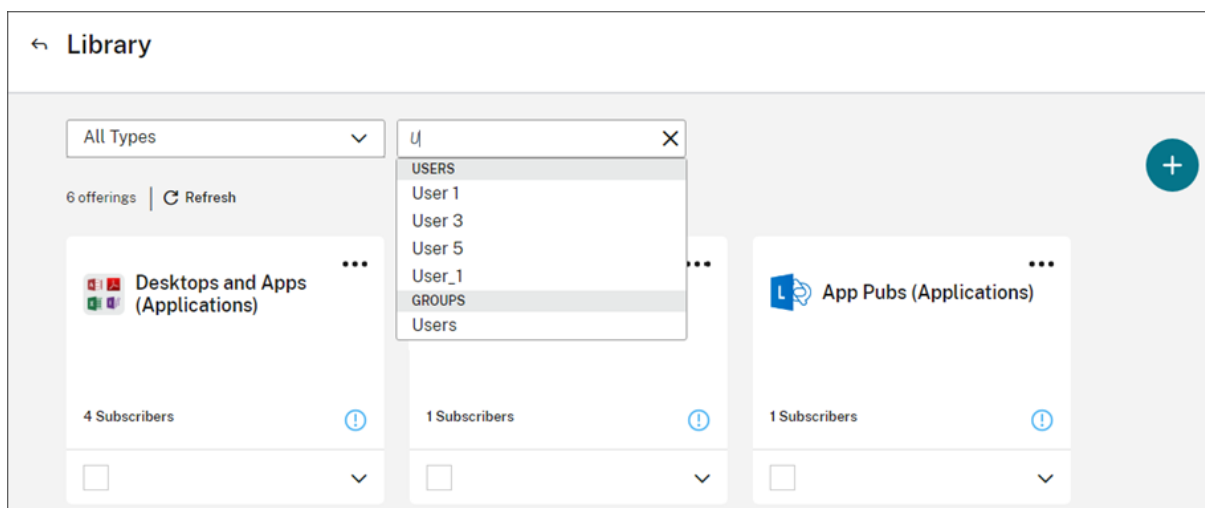 Library
All Types
U
6 offerings
Refresh
USERS
User 1
User 3
User 5
User_1
GROUPS
Users
Desktops and Apps
(Applications)
App Pubs (Applications)
4 Subscribers
1 Subscribers
1 Subscribers